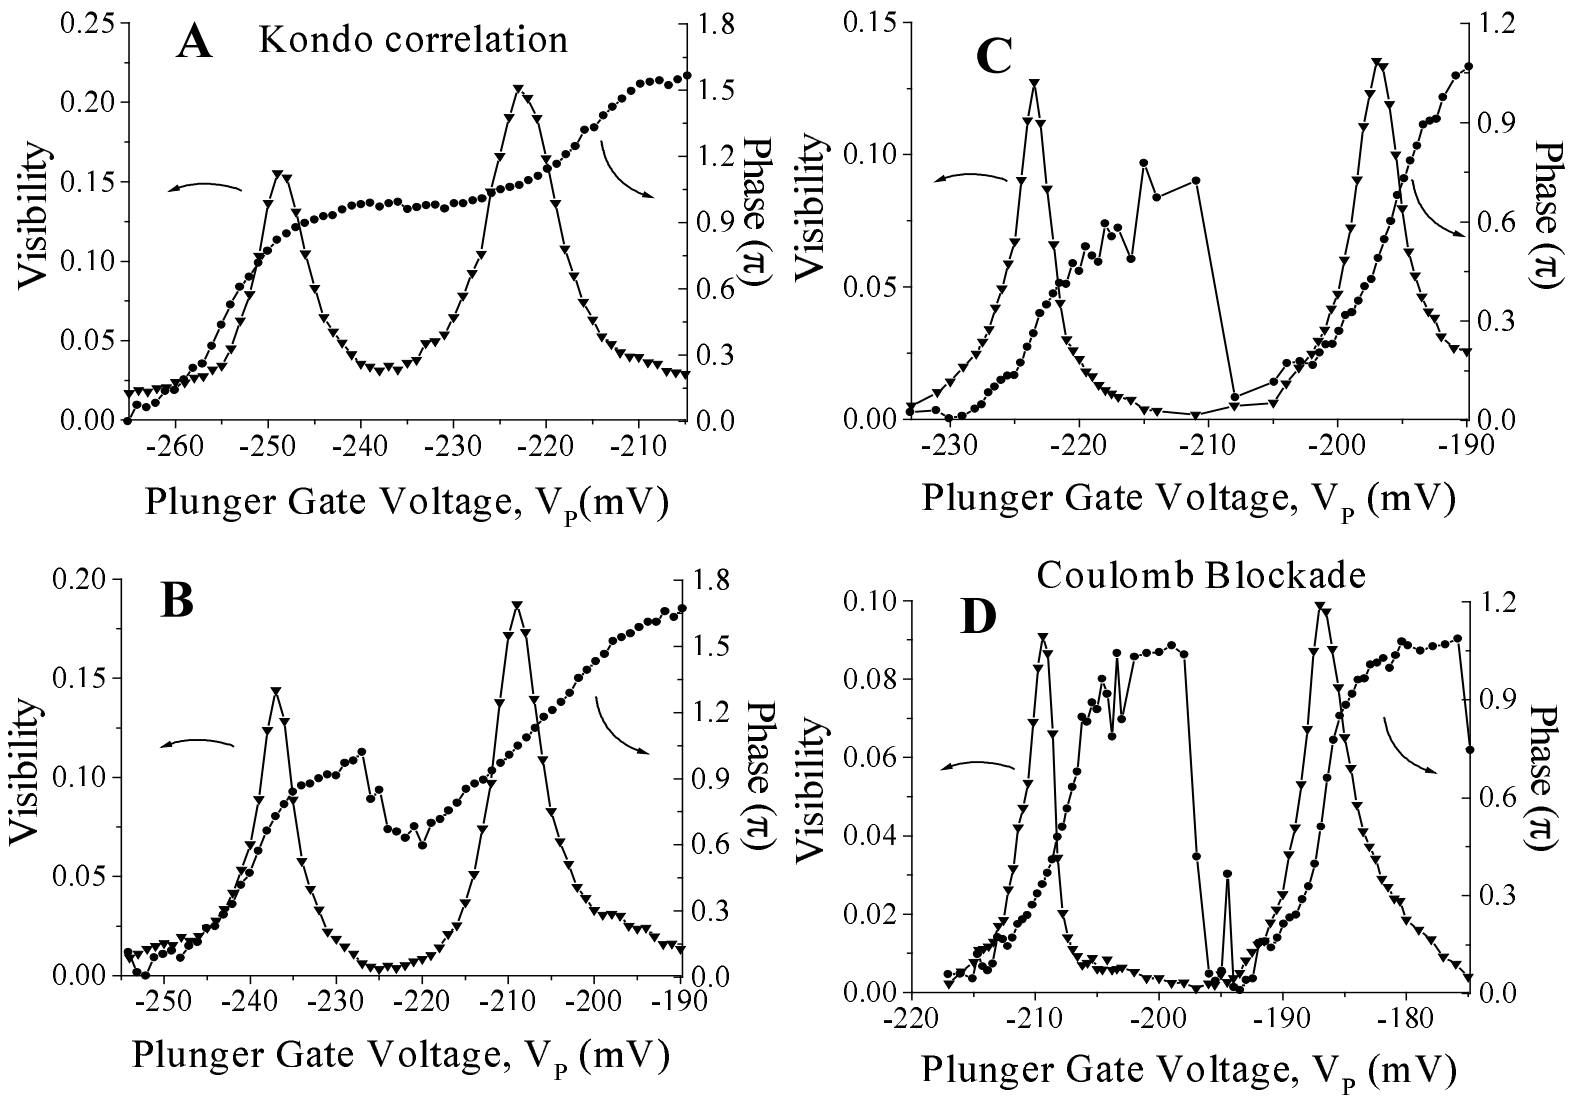 A Kondo correlation
0.25
0.20
0.15
0.10
0.05
0.00
Visibility
1.8
1.5
1.2
0.9
0.6
0.3
0.0
Phase (π)
-260 -250 -240 -230 -220 -210
Plunger Gate Voltage, VP(mV)
C
0.15
0.10
0.05
0.00
Visibility
1.2
0.9
0.6
0.3
0.0
Phase (π)
-230 -220 -210 -200 -190
Plunger Gate Voltage, VP (mV)
B
0.20
0.15
0.10
0.05
0.00
Visibility
1.8
1.5
1.2
0.9
0.6
0.3
0.0
Phase (π)
-250 -240 -230 -220 -210 -200 -190
Plunger Gate Voltage, VP (mV)
Coulomb Blockade
D
0.10
0.08
0.06
0.04
0.02
0.00
Visibility
1.2
0.9
0.6
0.3
0.0
Phase (π)
-220 -210 -200 -190 -180
Plunger Gate Voltage, VP (mV)